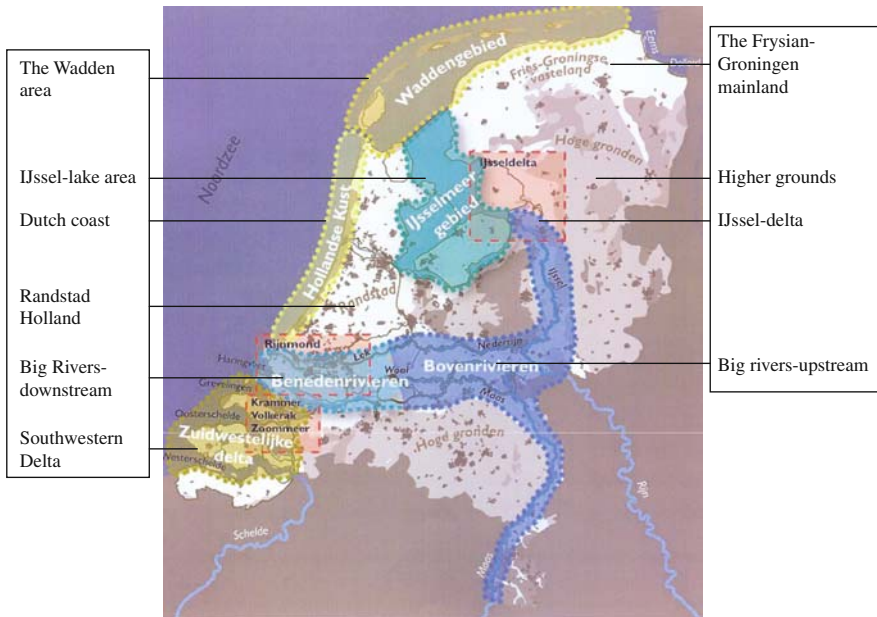 The Wadden
area
IJssel-lake area
Dutch coast
Randstad
Holland
Big Rivers-
downstream
Southwestern
Delta
The Frysian-
Groningen
mainland
Higher grounds
IJssel-delta
Big rivers-upstream
Waddengebied
Fries-Groningse
vasteland
Eems
Noordzee
Hoge gronden
IJsseldelta
IJsselmeer
gebied
Hollandse Kust
Randstad
IJssel
Rijnmond
Lek
Nederrijn
Haringvliet
Waal
Bovenrivieren
Benedenrivieren
Grevelingen
Maas
Krammer
Volkerak
Zoommeer
Oosterschelde
Zuidwestelijke
delta
Westerschelde
Hoge gronden
Schelde
Rijn
Maas